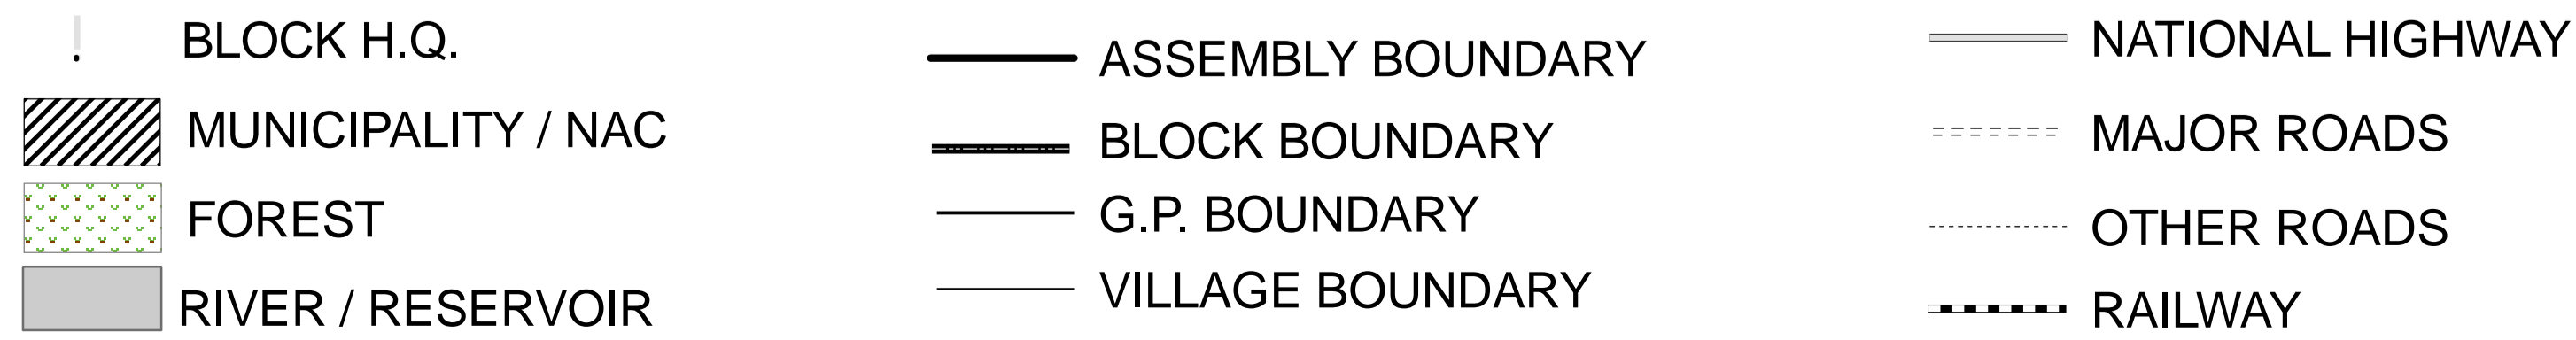 BLOCK H.Q.
MUNICIPALITY / NAC
FOREST
RIVER / RESERVOIR
ASSEMBLY BOUNDARY
BLOCK BOUNDARY
G.P. BOUNDARY
VILLAGE BOUNDARY
NATIONAL HIGHWAY
MAJOR ROADS
OTHER ROADS
RAILWAY